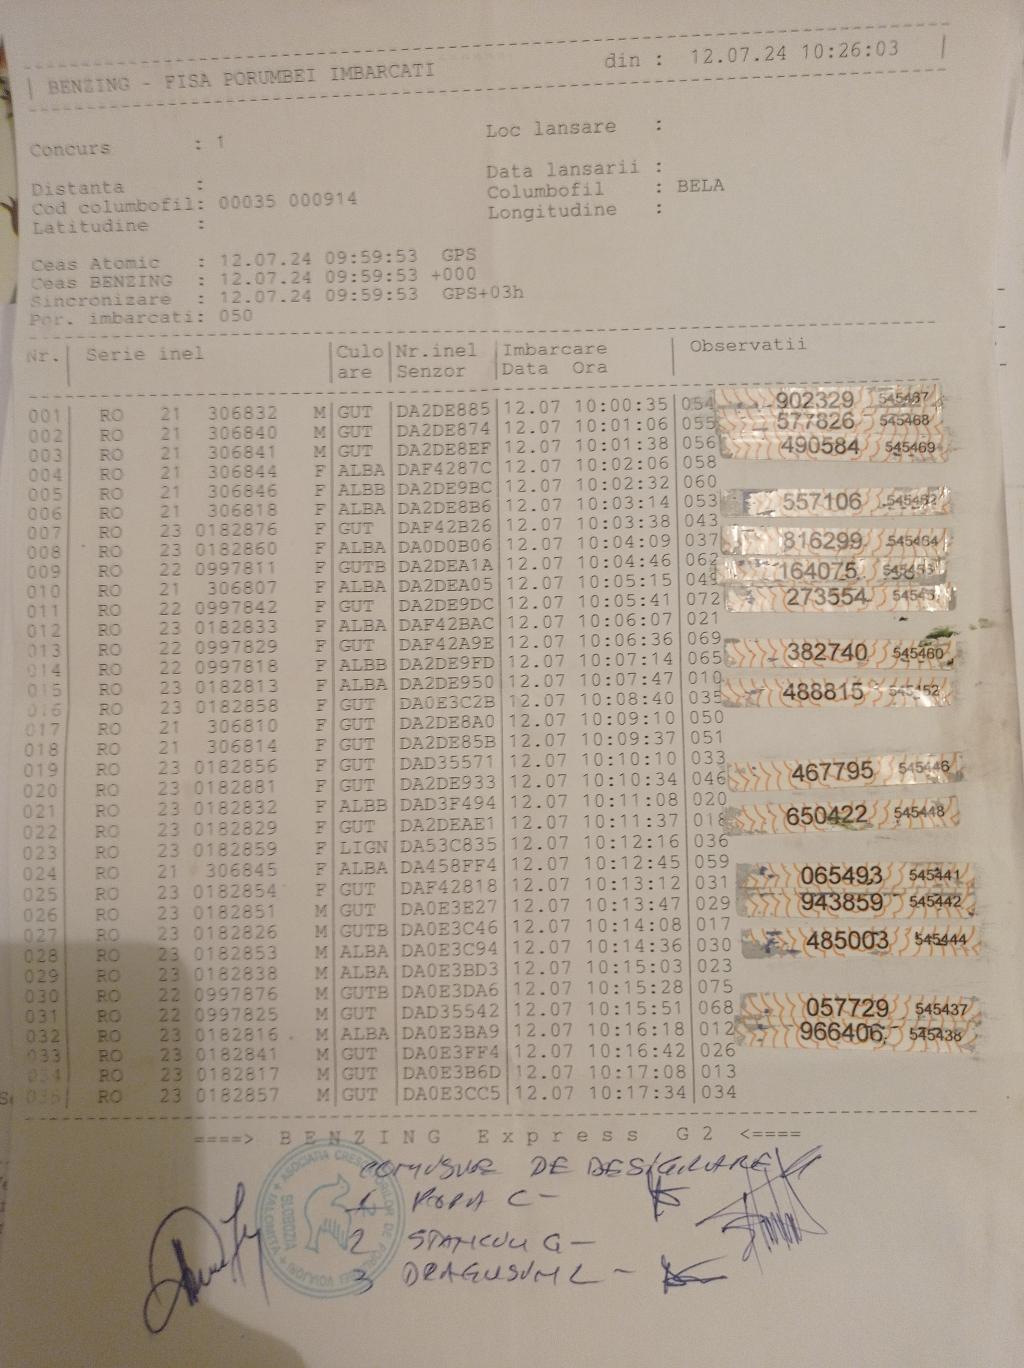 BENZING - FISA PORUMBEI IMBARCATI din : 12.07.24 10:26:03
Concurs : 1 Loc lansare :
Distanta : Data lansarii :
Cod columbofil: 00035 000914 Columbofil : BELA
Latitudine : Longitudine :
Ceas Atomic : 12.07.24 09:59:53 GPS
Ceas BENZING : 12.07.24 09:59:53 +000
Sincronizare : 12.07.24 09:59:53 GPS+03h
Por. imbarcati: 050
Nr.| Serie inel |Culo|Nr.inel |Imbarcare | Observatii
are |Senzor |Data Ora
001 RO 21 306832 M GUT DA2DE885 12.07 10:00:35 054 902329 545467
002 RO 21 306840 M GUT DA2DE874 12.07 10:01:06 055 577826 545468
003 RO 21 306841 M GUT DA2DE8EF 12.07 10:01:38 056 490584 545469
004 RO 21 306844 F ALBA DAF4287C 12.07 10:02:06 058
005 RO 21 306846 F ALBB DA2DE9BC 12.07 10:02:32 060
006 RO 21 306818 F ALBA DA2DE8B6 12.07 10:03:14 053 557106
007 RO 23 0182876 F GUT DAF42B26 12.07 10:03:38 043
008 RO 23 0182860 F ALBA DA0D0B06 12.07 10:04:09 037 816299 545464
009 RO 22 0997811 F GUTB DA2DEA1A 12.07 10:04:46 062 164075
010 RO 21 306807 F ALBA DA2DEA05 12.07 10:05:15 049
011 RO 22 0997842 F GUT DA2DE9DC 12.07 10:05:41 072 273554
012 RO 23 0182833 F ALBA DAF42BAC 12.07 10:06:07 021
013 RO 22 0997829 F GUT DAF42A9E 12.07 10:06:36 069
014 RO 22 0997818 F ALBB DA2DE9FD 12.07 10:07:14 065 382740 545460
015 RO 23 0182813 F ALBA DA2DE950 12.07 10:07:47 010
016 RO 23 0182858 F GUT DA0E3C2B 12.07 10:08:40 035 488815 545452
017 RO 21 306810 F GUT DA2DE8A0 12.07 10:09:10 050
018 RO 21 306814 F GUT DA2DE85B 12.07 10:09:37 051
019 RO 23 0182856 F GUT DAD35571 12.07 10:10:10 033
020 RO 23 0182881 F GUT DA2DE933 12.07 10:10:34 046 467795 545446
021 RO 23 0182832 F ALBB DAD3F494 12.07 10:11:08 020
022 RO 23 0182829 F GUT DA2DEAE1 12.07 10:11:37 018 650422 545448
023 RO 23 0182859 F LIGN DA53C835 12.07 10:12:16 036
024 RO 21 306845 F ALBA DA458FF4 12.07 10:12:45 059
025 RO 23 0182854 F GUT DAF42818 12.07 10:13:12 031 065493 545441
026 RO 23 0182851 M GUT DA0E3E27 12.07 10:13:47 029 943859 545442
027 RO 23 0182826 M GUTB DA0E3C46 12.07 10:14:08 017
028 RO 23 0182853 M ALBA DA0E3C94 12.07 10:14:36 030 485003 545444
029 RO 23 0182838 M ALBA DA0E3BD3 12.07 10:15:03 023
030 RO 22 0997876 M GUTB DA0E3DA6 12.07 10:15:28 075
031 RO 22 0997825 M GUT DAD35542 12.07 10:15:51 068 057729 545437
032 RO 23 0182816 M ALBA DA0E3BA9 12.07 10:16:18 012 966406 545438
033 RO 23 0182841 M GUT DA0E3FF4 12.07 10:16:42 026
034 RO 23 0182817 M GUT DA0E3B6D 12.07 10:17:08 013
035 RO 23 0182857 M GUT DA0E3CC5 12.07 10:17:34 034
====> BENZING Express G2 <====
DE DESIGILARE
1 POPA C -
2 STANCIU G -
3 -
ASOCIATIA CRESCATORILOR DE PORUMBEI VOIAJORI IALOMITA
SLOBOZIA